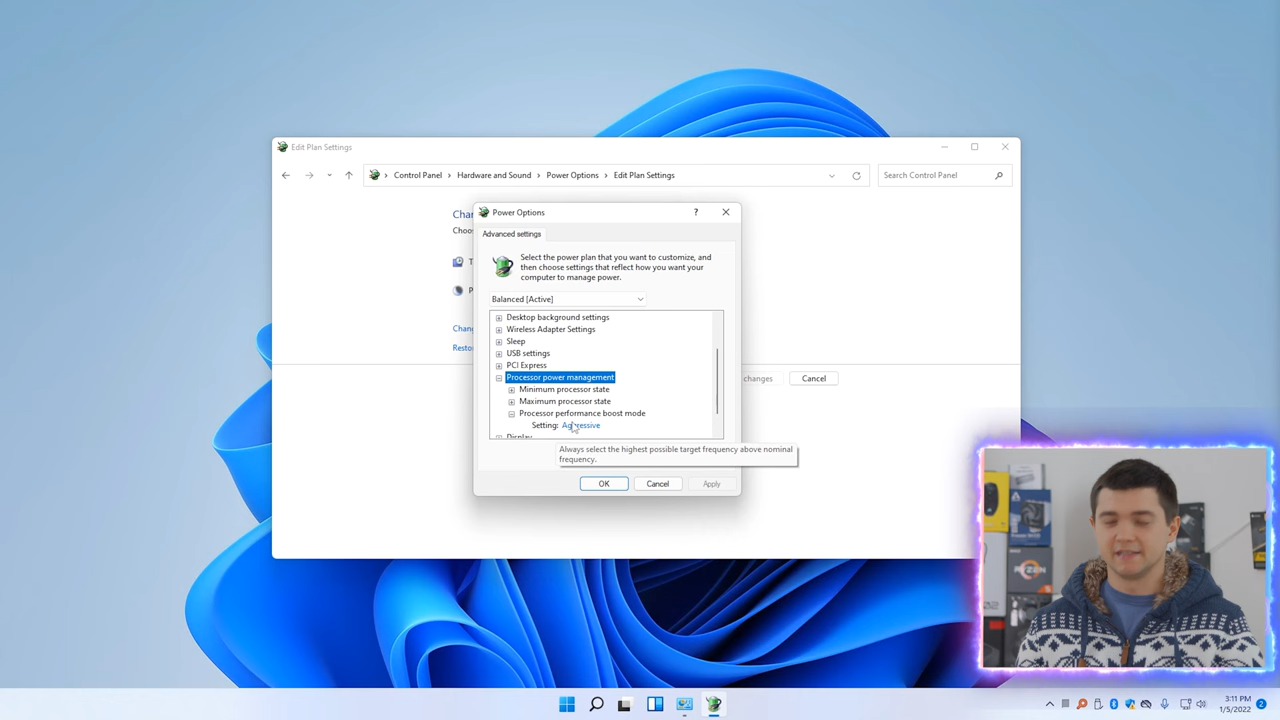 Edit Plan Settings
Control Panel
Hardware and Sound
Power Options
Edit Plan Settings
Search Control Panel
Power Options
?
Advanced settings
Select the power plan that you want to customize, and
then choose settings that reflect how you want your
computer to manage power.
Balanced [Active]
Desktop background settings
Wireless Adapter Settings
Sleep
USB settings
PCI Express
Processor power management
Minimum processor state
Maximum processor state
Processor performance boost mode
Setting: Aggressive
Display
Always select the highest possible target frequency above nominal
frequency.
OK
Cancel
Apply
changes
Cancel
RYZEN
3:11 PM
1/5/2022
2